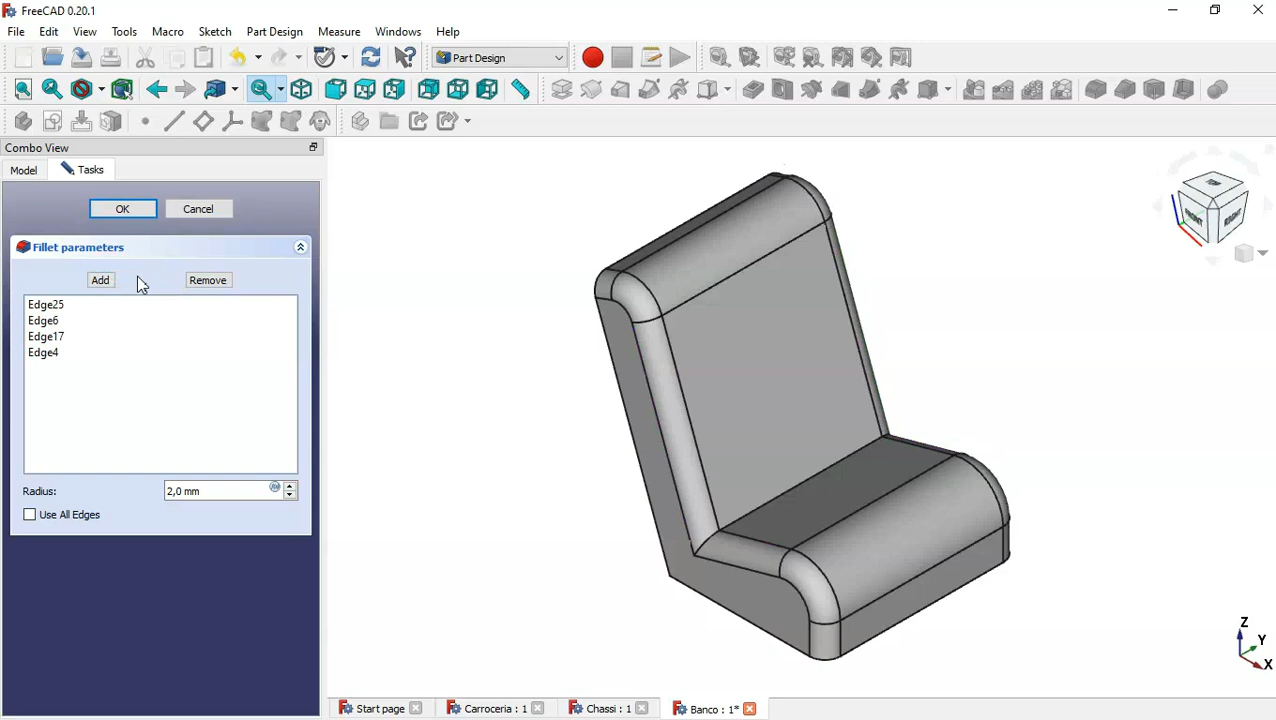 FreeCAD 0.20.1
File Edit View Tools Macro Sketch Part Design Measure Windows Help
Part Design
Combo View
Model Tasks
OK Cancel
Fillet parameters
Add Remove
Edge25
Edge6
Edge17
Edge4
Radius: 2,0 mm
Use All Edges
FRONT RIGHT
Z
Y
X
Start page Carroceria : 1 Chassi : 1 Banco : 1*